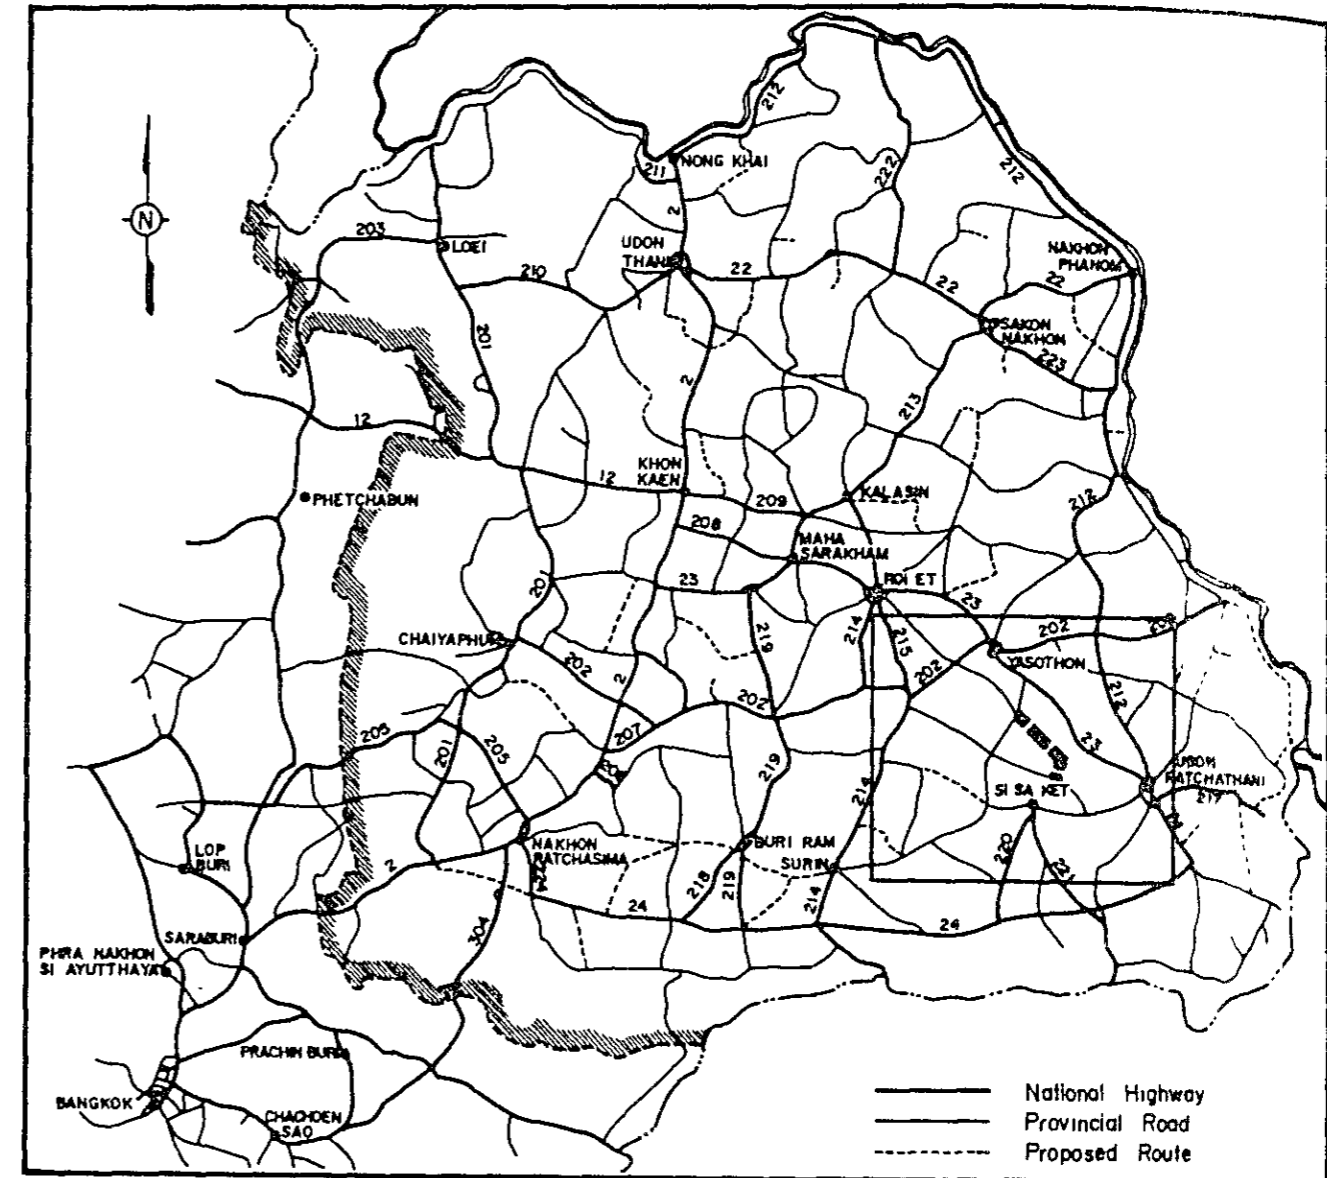 212
NONG KHAI
211
222
212
2
203
LOEI
UDON
THANI
NAKHON
PHANOM
210
22
22
22
N
SAKON
NAKHON
201
223
2
213
12
KHON
KAEN
12
PHETCHABUN
209
KALASIN
212
208
MAHA
SARAKHAM
201
23
ROI ET
23
CHAIYAPHU
219
214
215
202
202
YASOTHON
202
2
202
212
205
201
205
207
219
23
214
RATCHATHANI
SI SA KET
217
LOP
BURI
NAKHON
RATCHASIMA
BURI RAM
SURIN
220
221
2
224
218
219
214
24
24
304
SARABURI
PHRA NAKHON
SI AYUTTHAYA
PRACHIN BURI
BANGKOK
CHACHOEN
SAO
National Highway
Provincial Road
Proposed Route